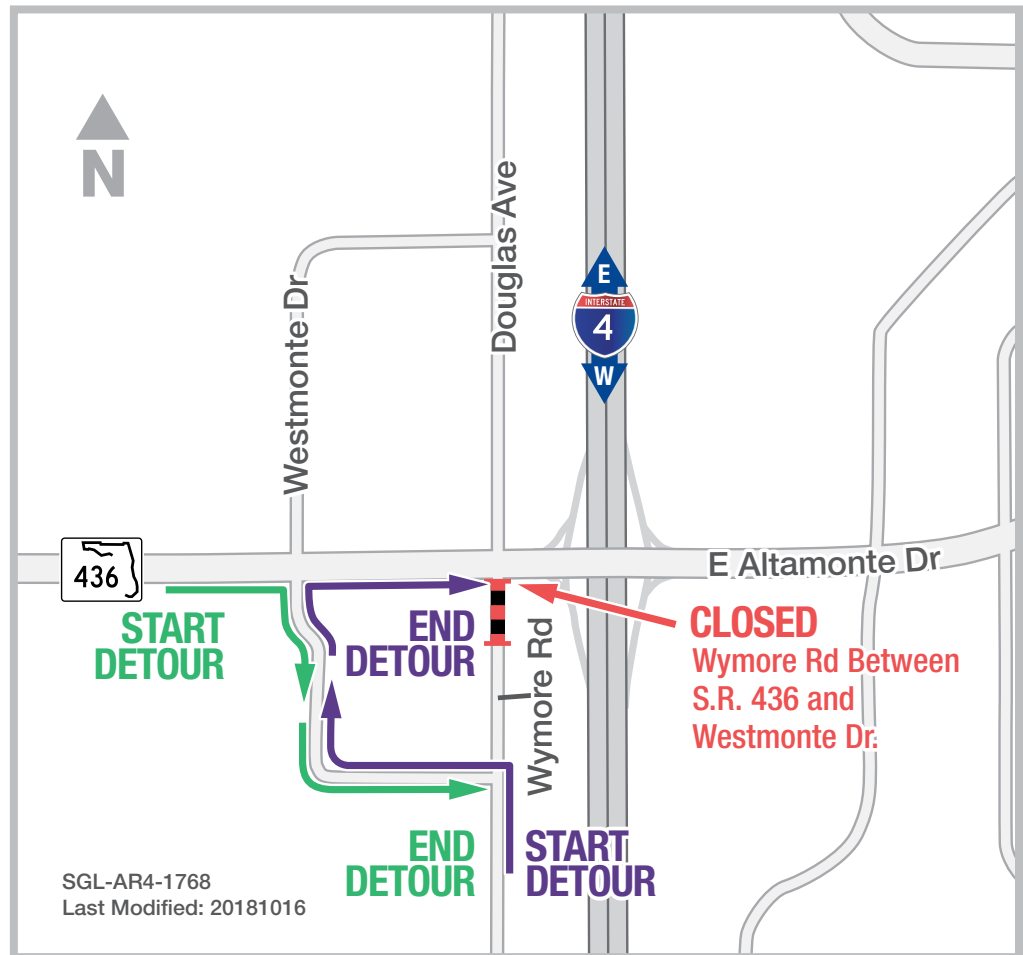 N
Douglas Ave
Westmonte Dr
E
INTERSTATE
4
W
436
E Altamonte Dr
START
DETOUR
END
DETOUR
CLOSED
Wymore Rd Between
S.R. 436 and
Westmonte Dr.
Wymore Rd
END
DETOUR
START
DETOUR
SGL-AR4-1768
Last Modified: 20181016